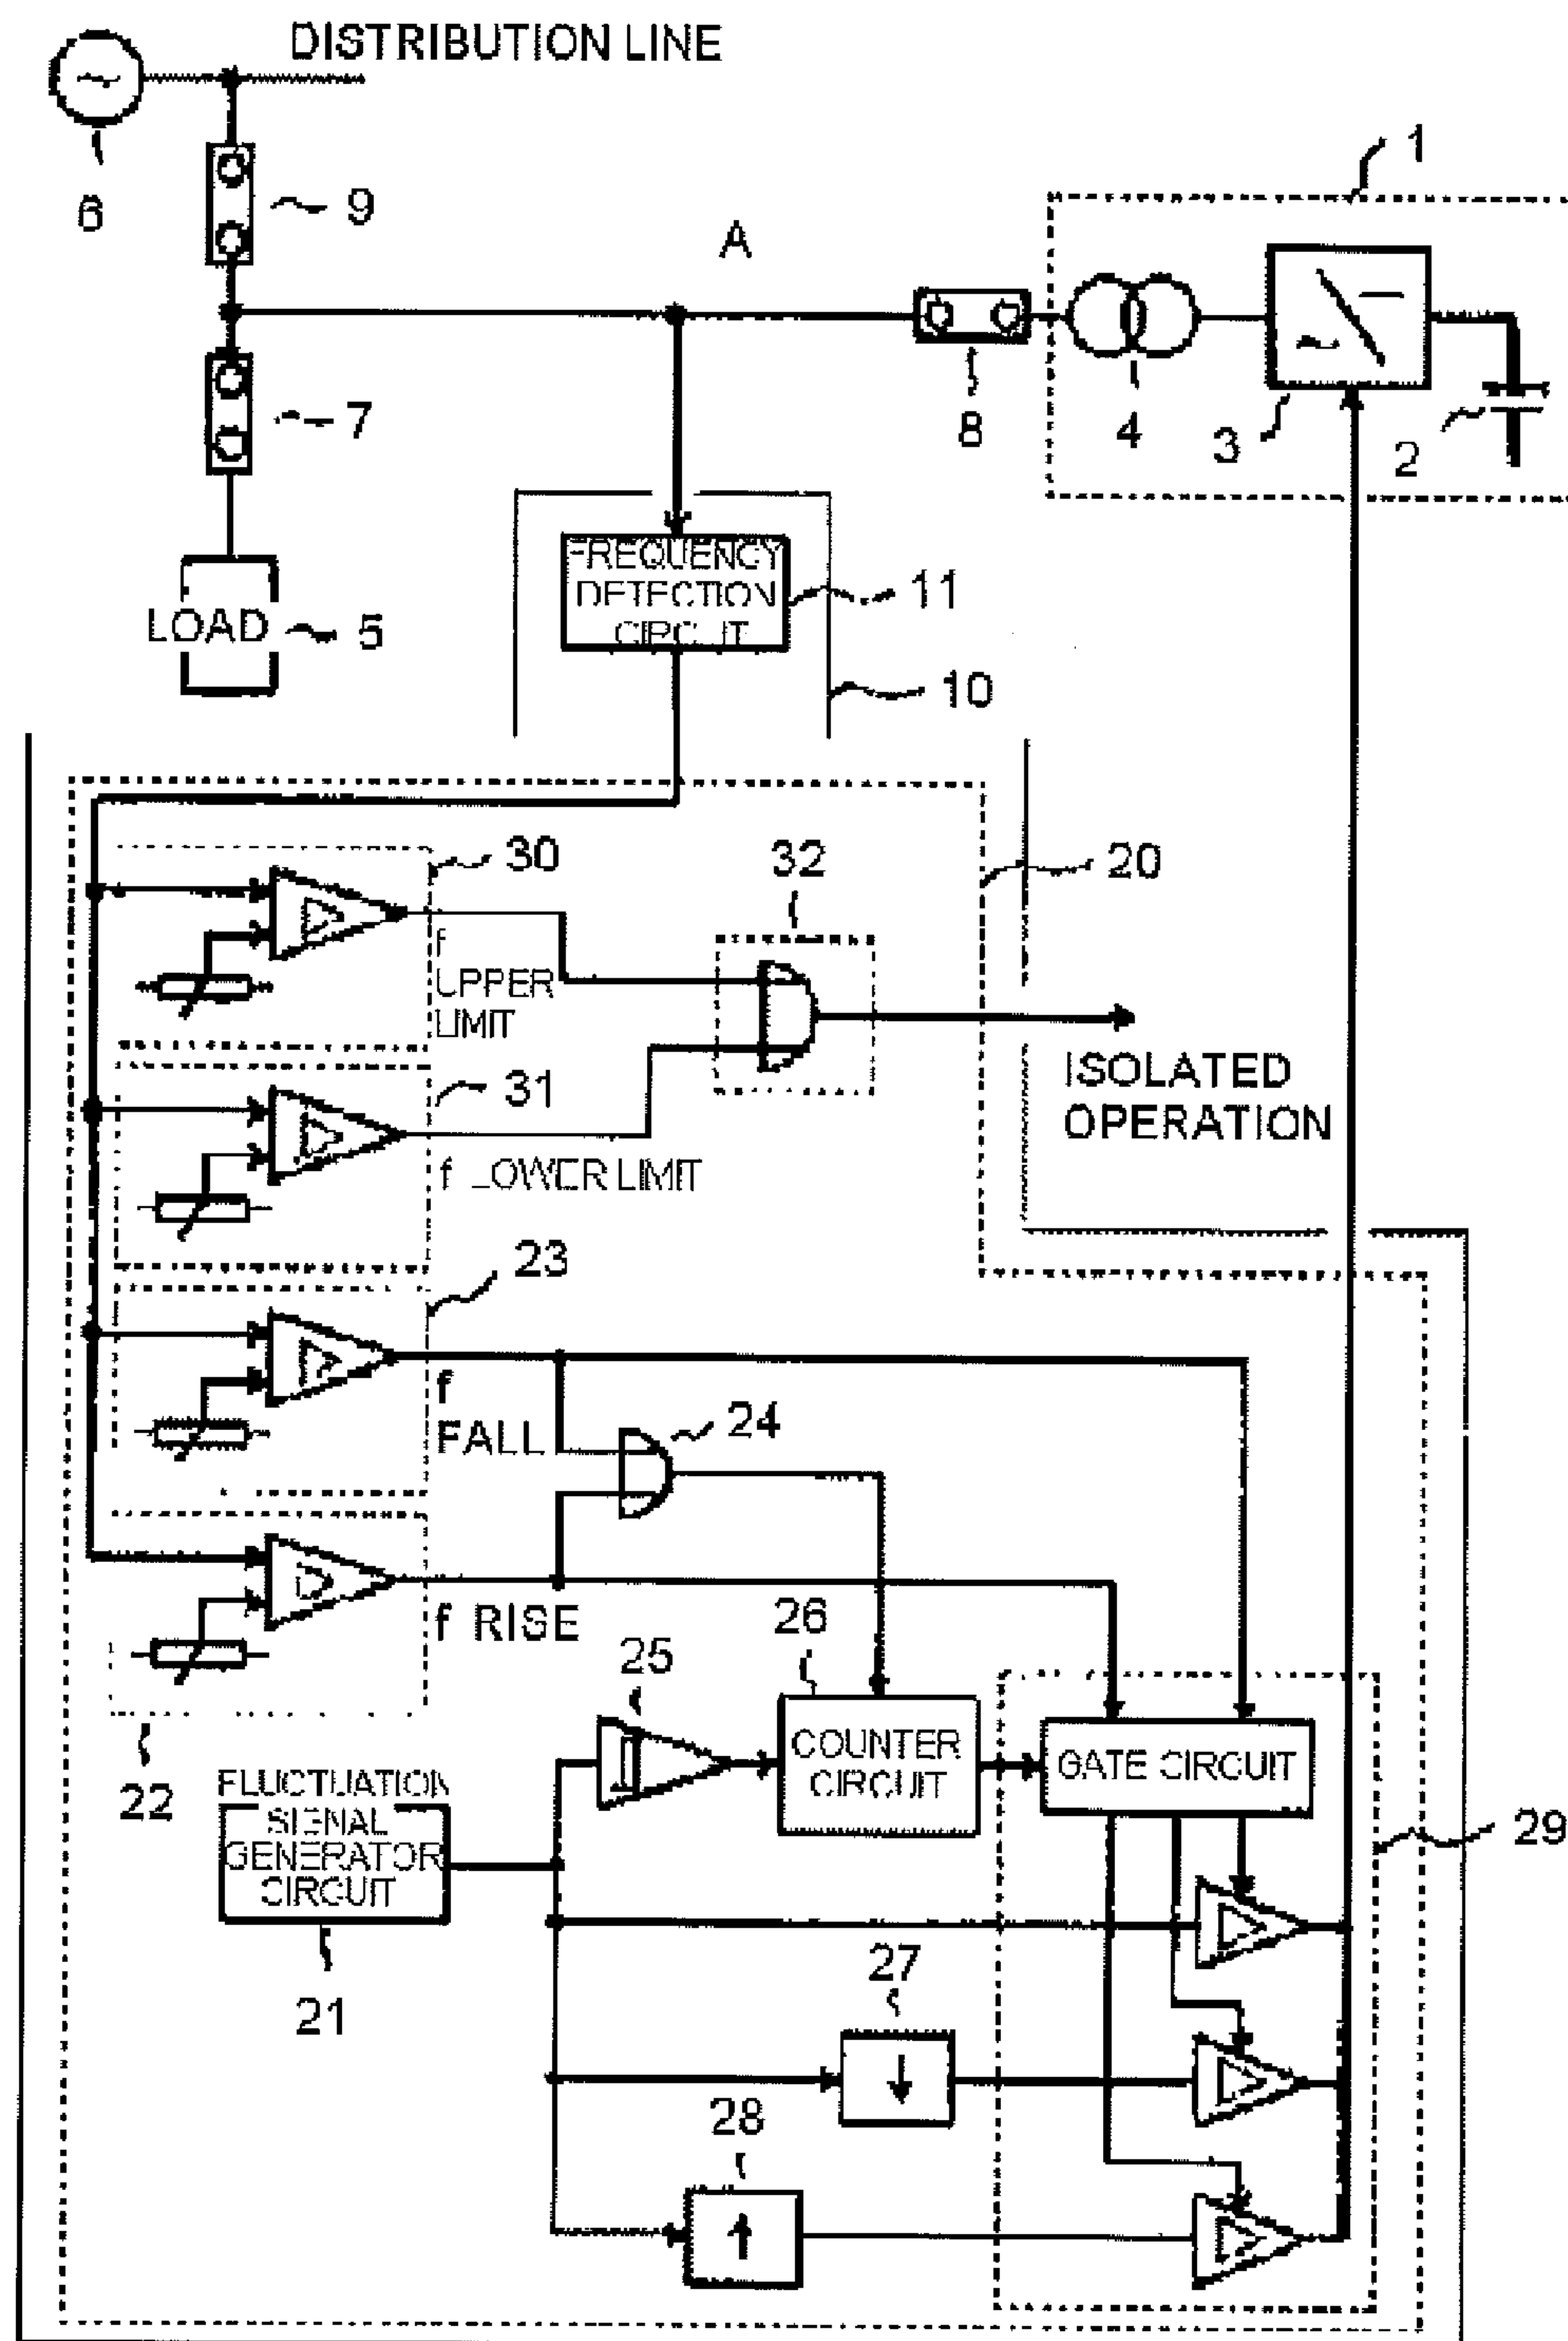 DISTRIBUTION LINE
6
9
A
1
7
8
4
3
2
FREQUENCY
DETECTION
CIRCUIT
11
LOAD
5
10
30
32
20
f
UPPER
LIMIT
31
ISOLATED
OPERATION
f LOWER LIMIT
23
f
FALL
24
f RISE
26
25
22
COUNTER
CIRCUIT
GATE CIRCUIT
FLUCTUATION
SIGNAL
GENERATOR
CIRCUIT
29
21
27
28